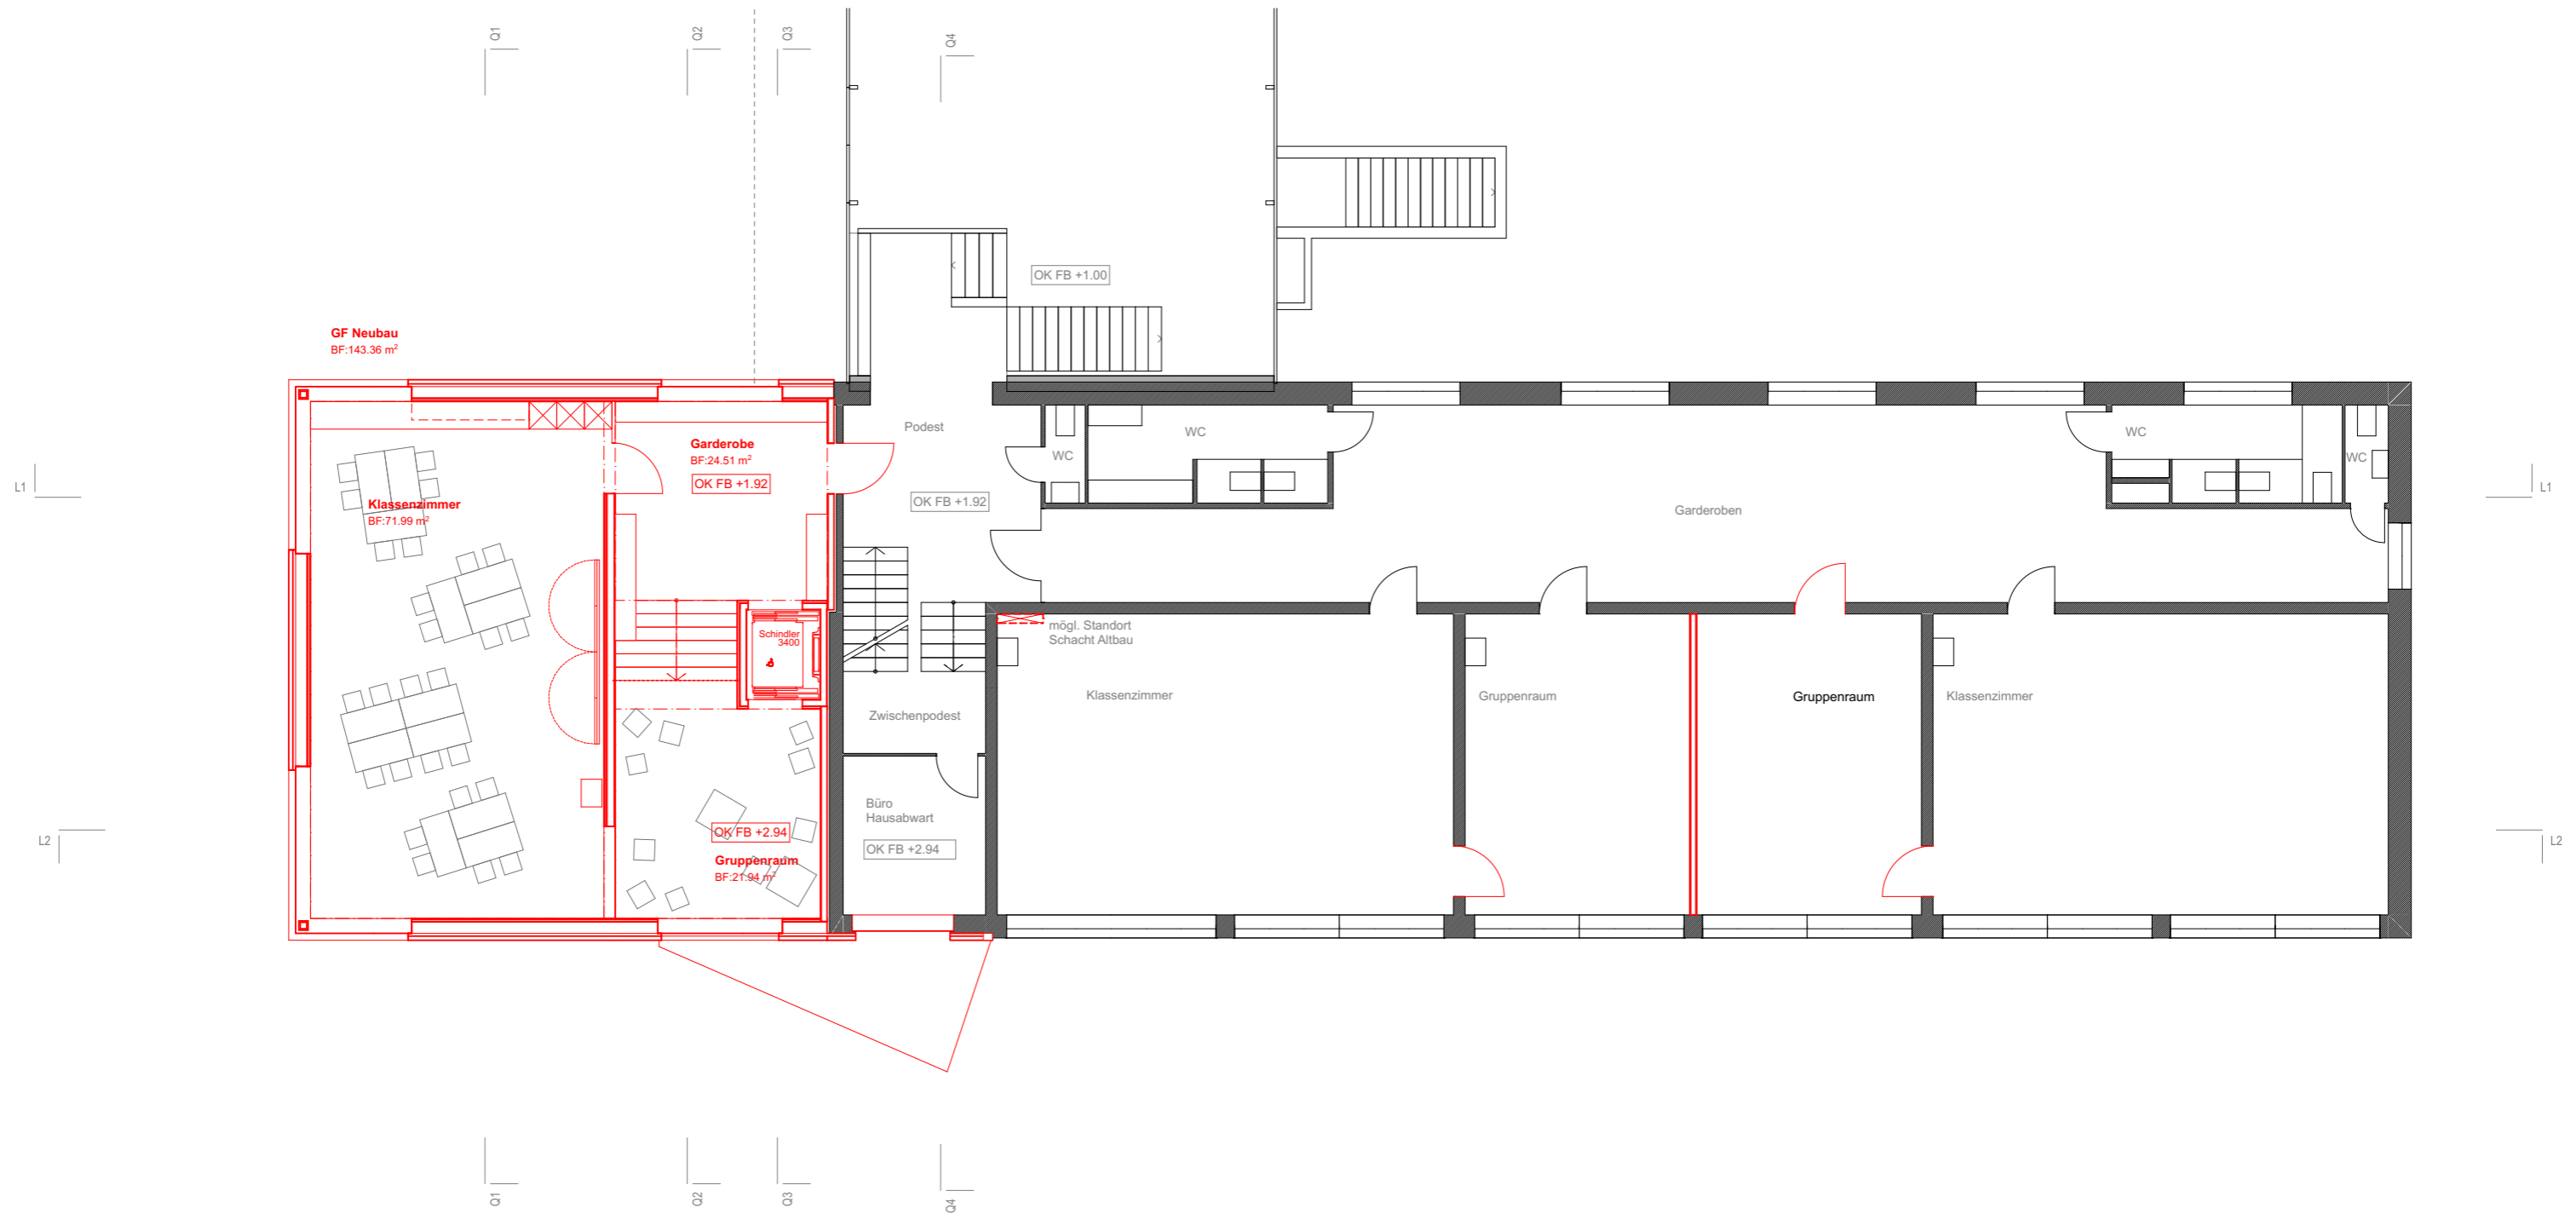 Q1
Q2
Q3
Q4
OK FB +1.00
GF Neubau
BF:143.36 m²
Garderobe
BF:24.51 m²
OK FB +1.92
Klassenzimmer
BF:71.99 m²
Podest
OK FB +1.92
WC
WC
WC
WC
L1
L1
Garderoben
Schindler
3400
mögl. Standort
Schacht Altbau
Klassenzimmer
Gruppenraum
Gruppenraum
Klassenzimmer
Zwischenpodest
Büro
Hausabwart
OK FB +2.94
OK FB +2.94
Gruppenraum
BF:21.94 m²
L2
L2
Q1
Q2
Q3
Q4